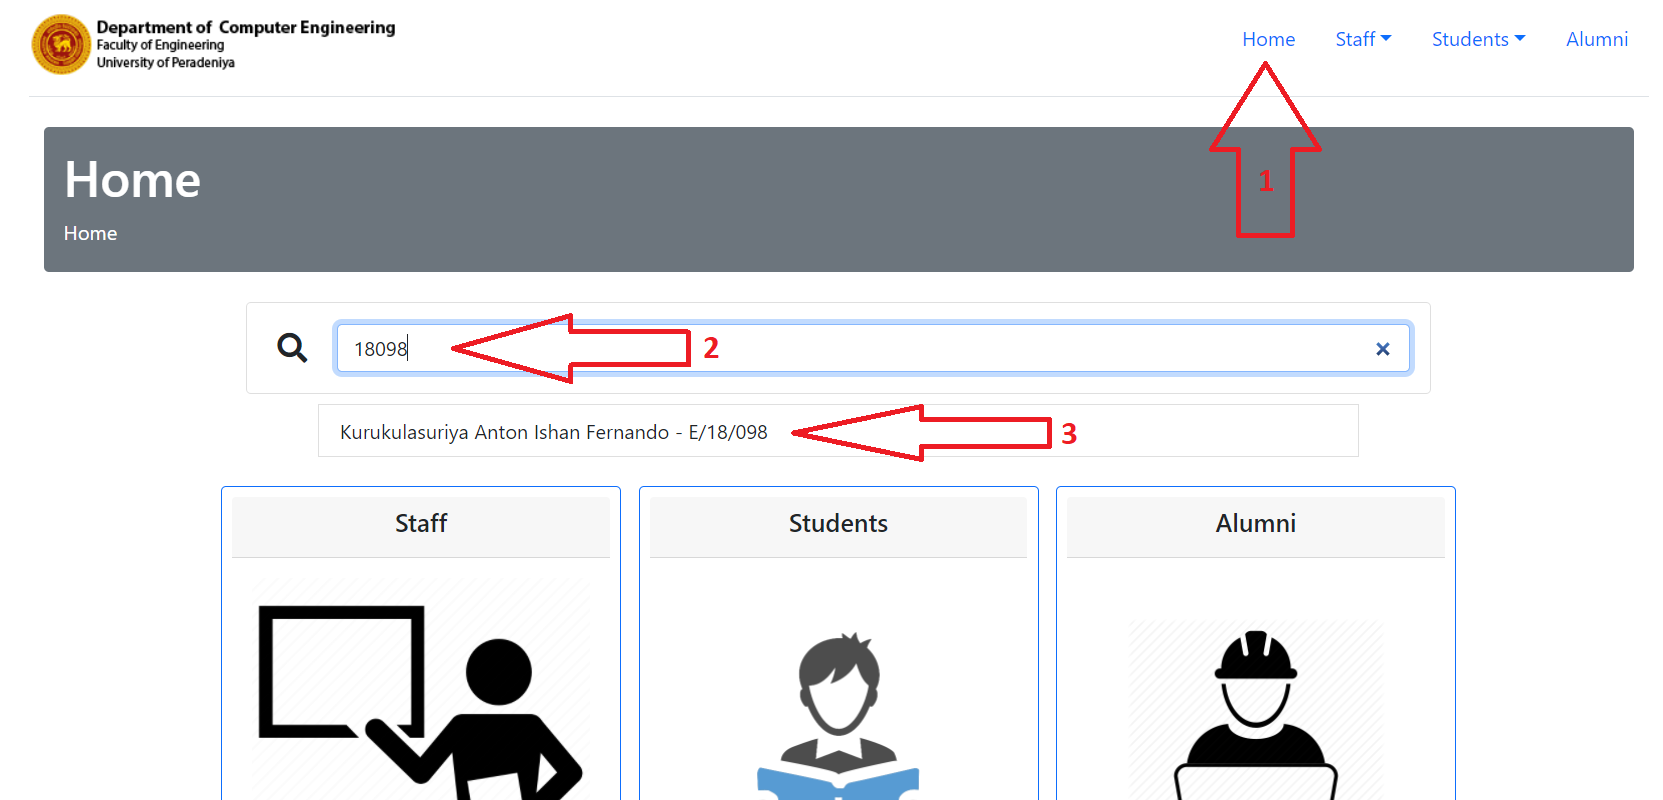 Department of Computer Engineering
Faculty of Engineering
University of Peradeniya
Home Staff Students Alumni
1
Home
Home
18098 × 2
Kurukulasuriya Anton Ishan Fernando - E/18/098 3
Staff Students Alumni